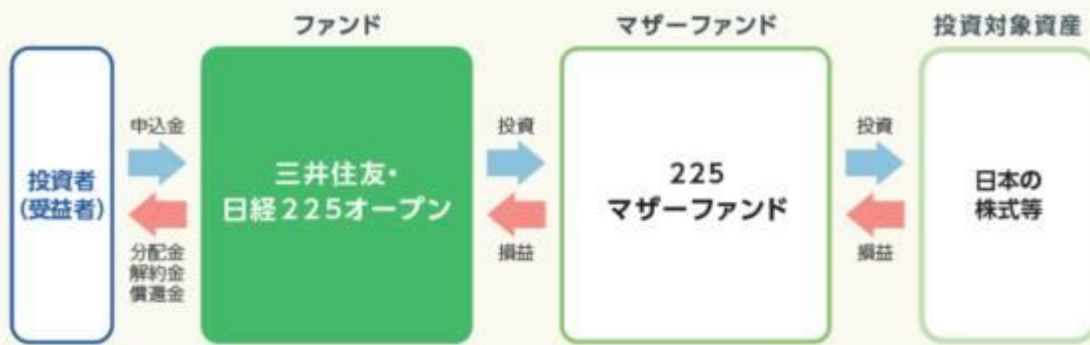 ファンド
マザーファンド
投資対象資産
投資者
(受益者)
申込金
分配金
解約金
償還金
三井住友・
日経225オープン
投資
損益
225
マザーファンド
投資
損益
日本の
株式等